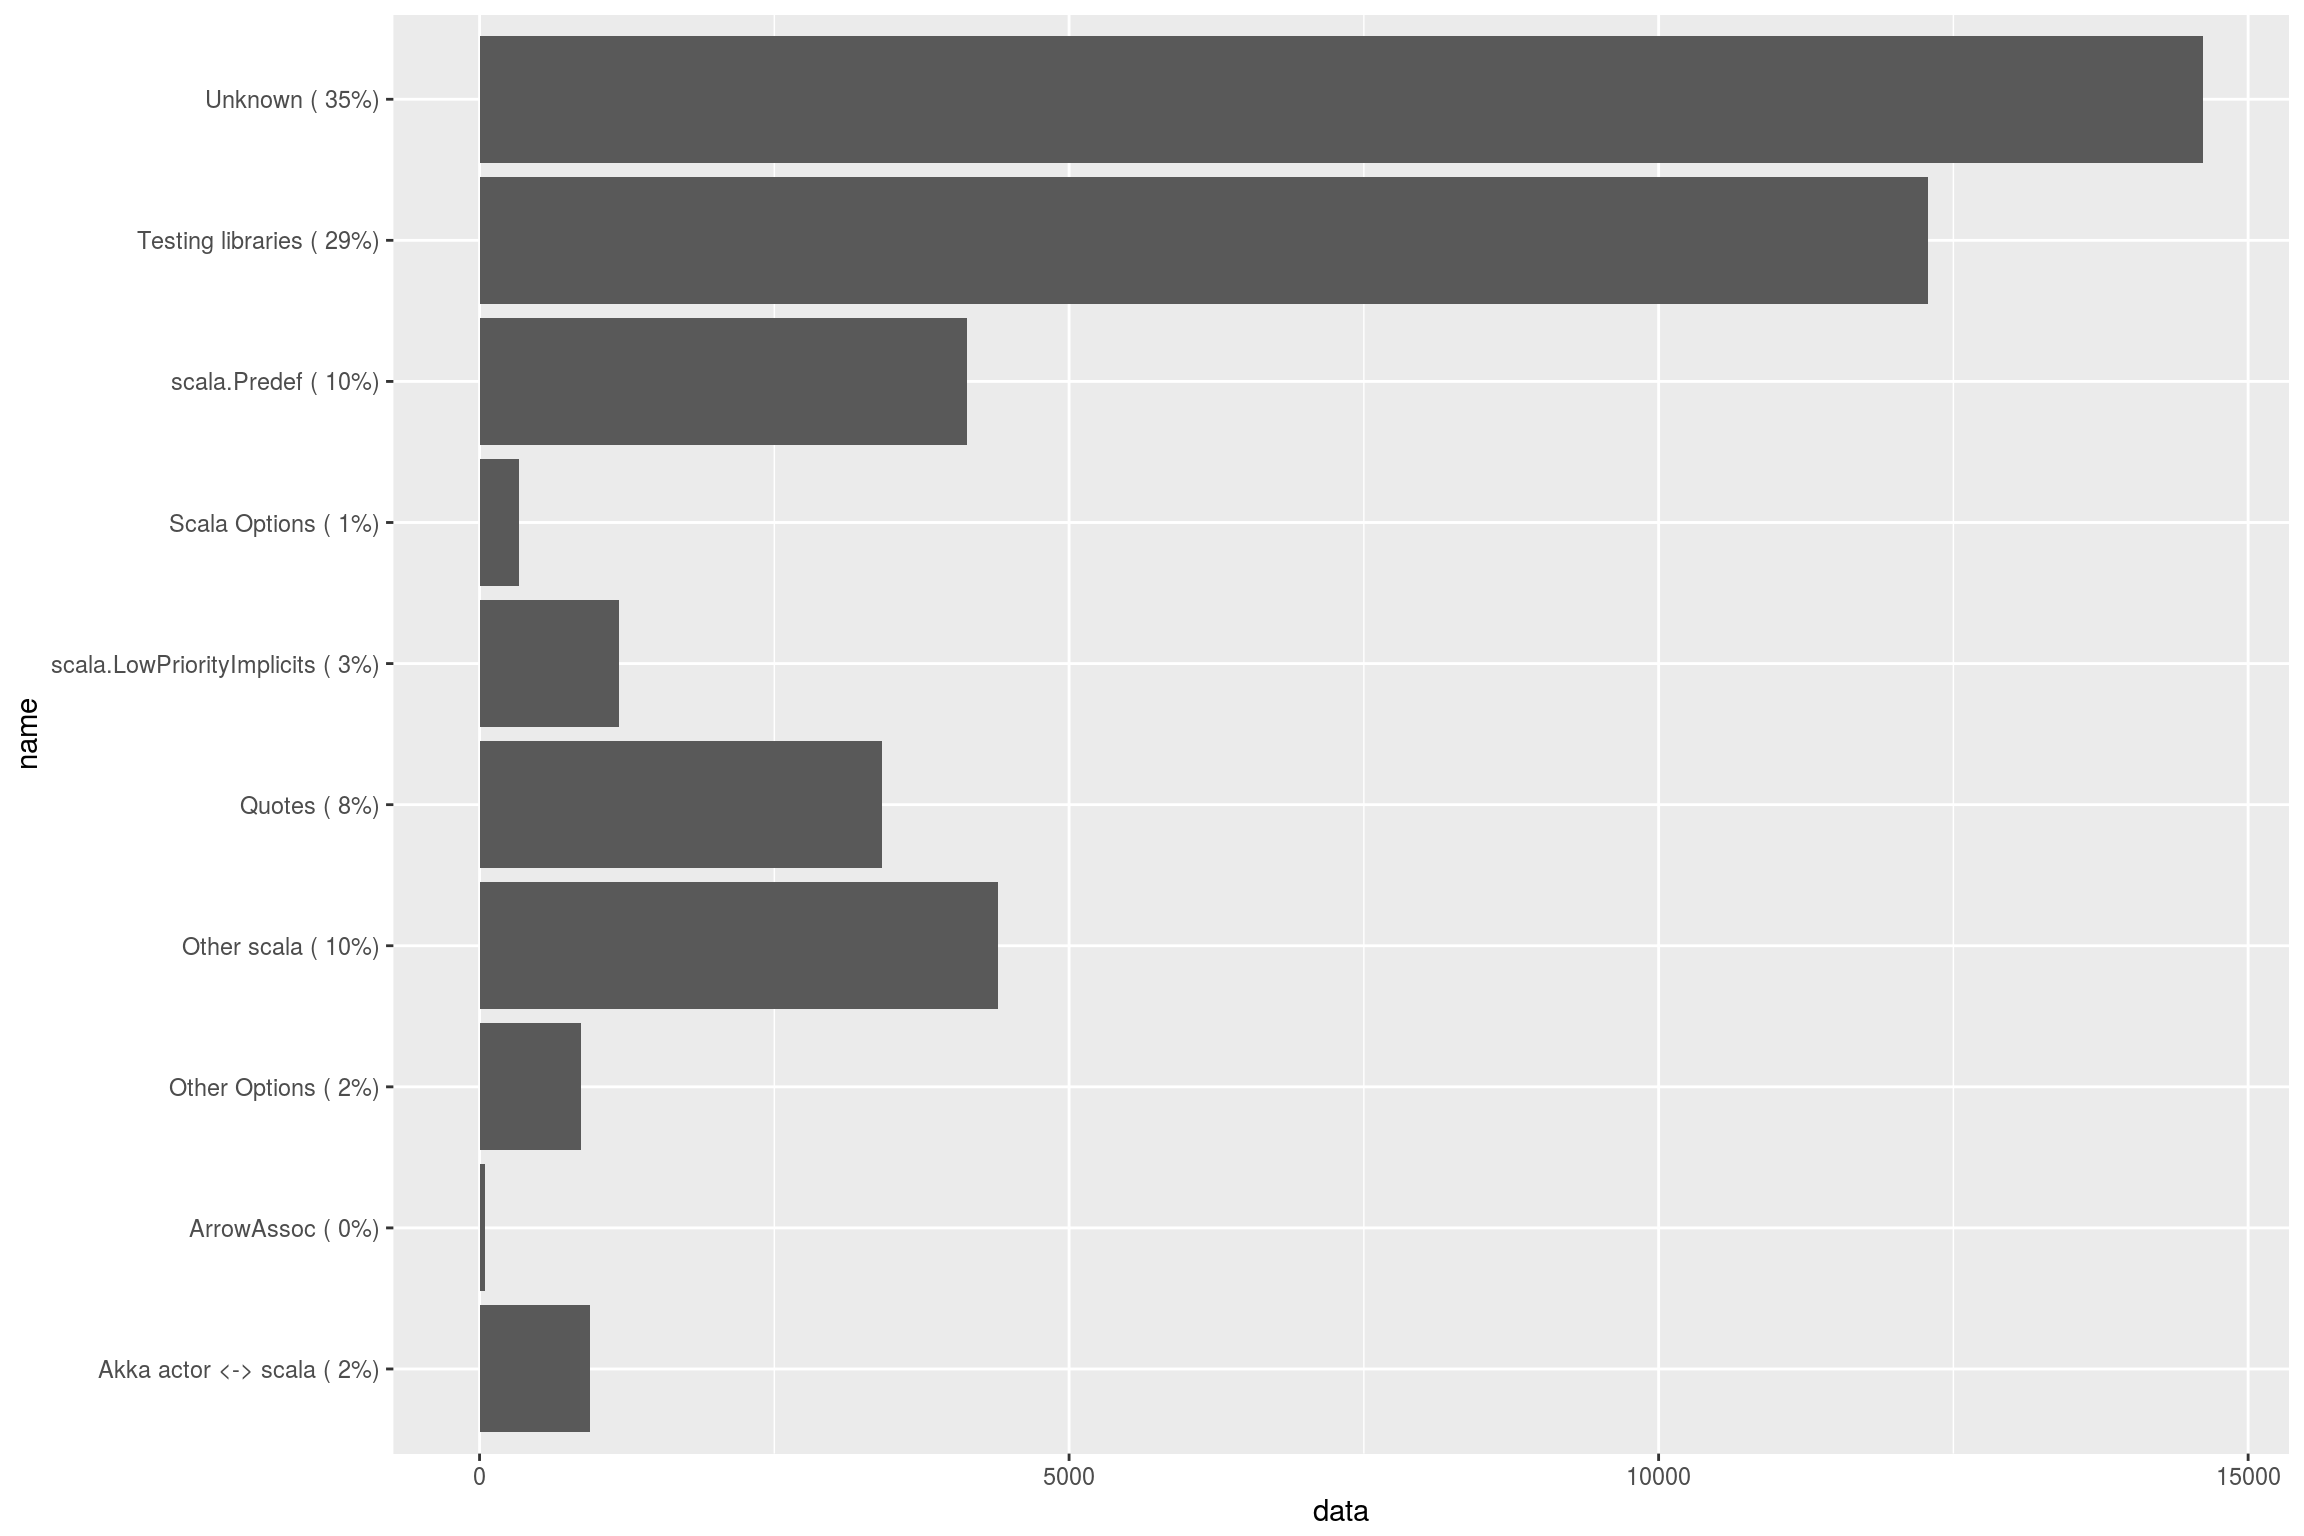 Unknown ( 35%)
Testing libraries ( 29%)
scala.Predef ( 10%)
Scala Options ( 1%)
scala.LowPriorityImplicits ( 3%)
Quotes ( 8%)
Other scala ( 10%)
Other Options ( 2%)
ArrowAssoc ( 0%)
Akka actor <-> scala ( 2%)
name
0 5000 10000 15000
data